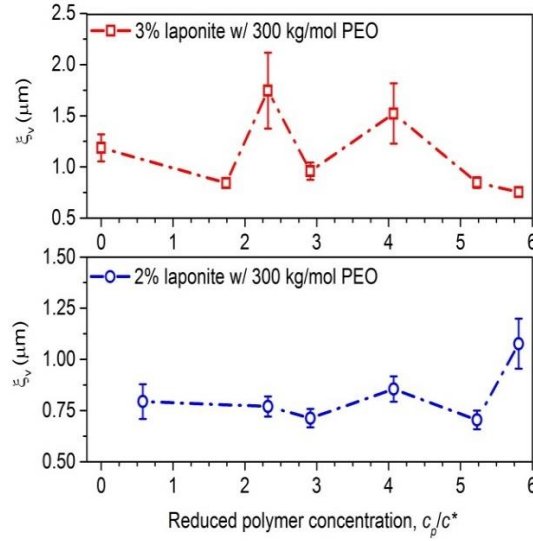 2.5
2.0
1.5
1.0
0.5
ξᵥ (μm)
3% laponite w/ 300 kg/mol PEO
0 1 2 3 4 5 6
1.50
1.25
1.00
0.75
0.50
ξᵥ (μm)
2% laponite w/ 300 kg/mol PEO
0 1 2 3 4 5 6
Reduced polymer concentration, cₚ/c*